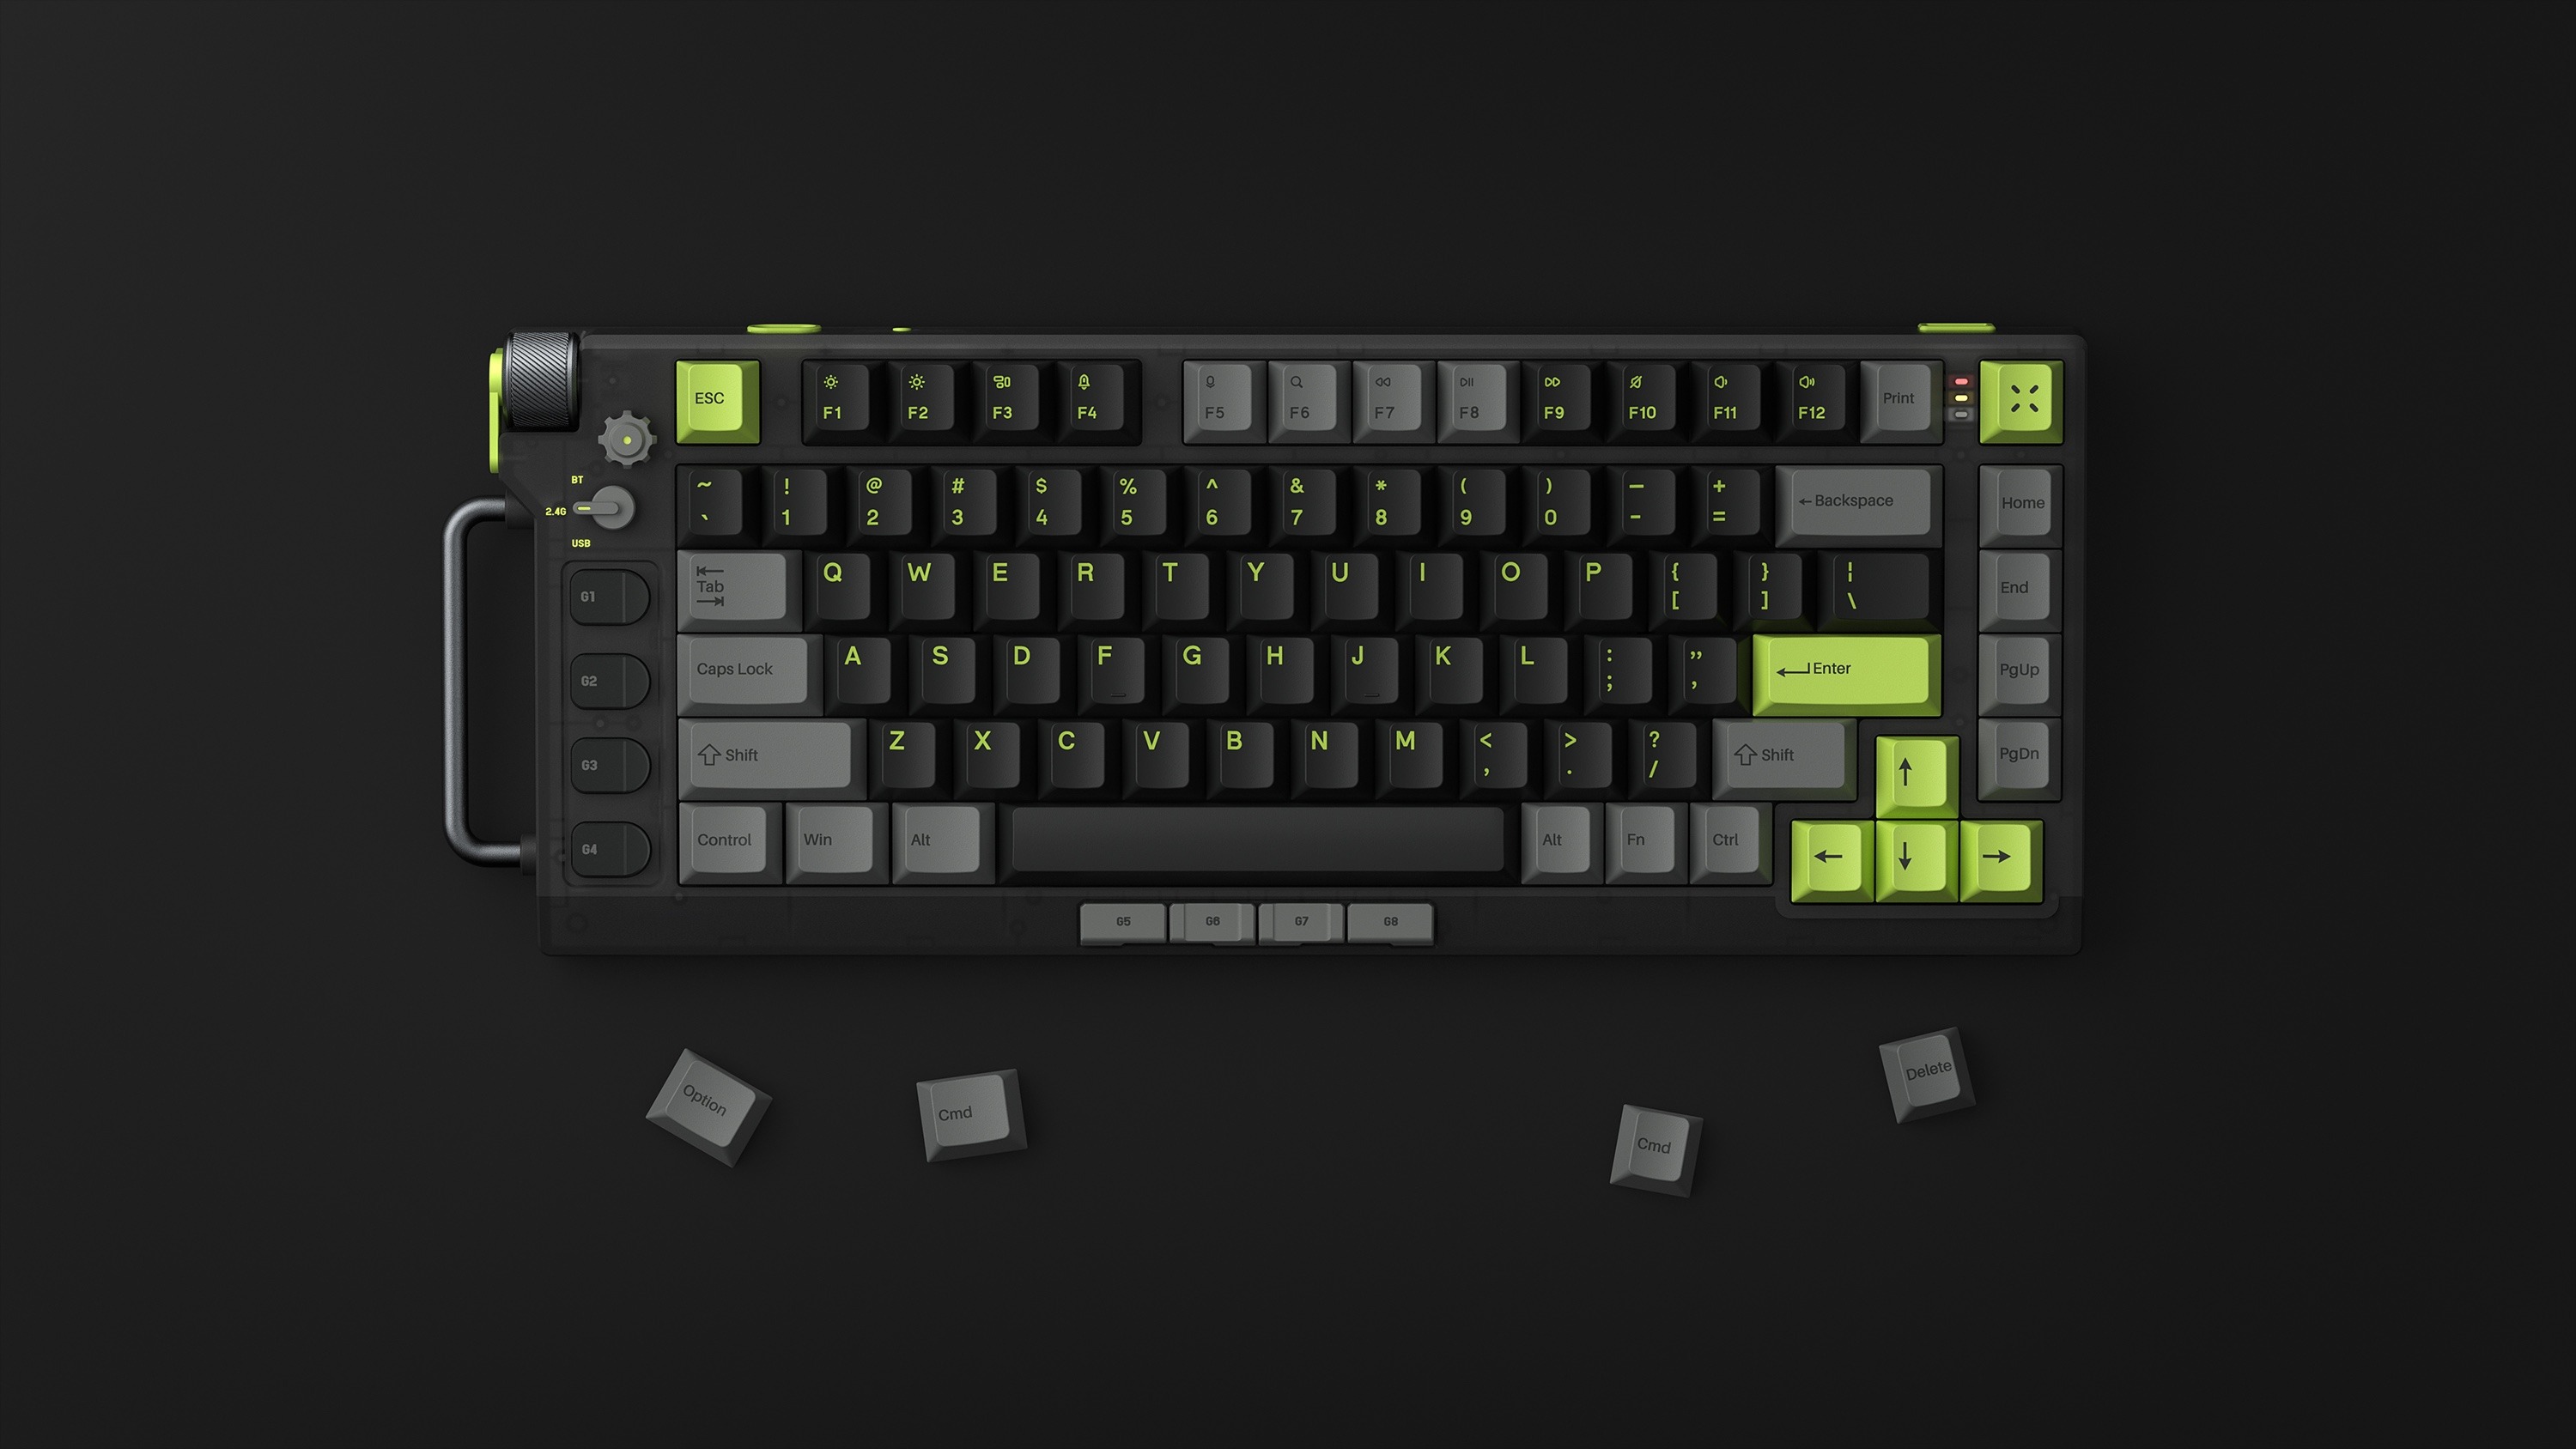 ESC F1 F2 F3 F4 F5 F6 F7 F8 F9 F10 F11 F12 Print
BT
2.4G
USB
~ ! @ # $ % ^ & * ( ) — +
` 1 2 3 4 5 6 7 8 9 0 - = ←Backspace Home
Tab Q W E R T Y U I O P { } ¦
[ ] \ End
G1
Caps Lock A S D F G H J K L : ”
; ’ Enter PgUp
G2
Shift Z X C V B N M < > ?
, . / Shift ↑ PgDn
G3
Control Win Alt Alt Fn Ctrl ← ↓ →
G4
G5 G6 G7 G8
Option Cmd Cmd Delete